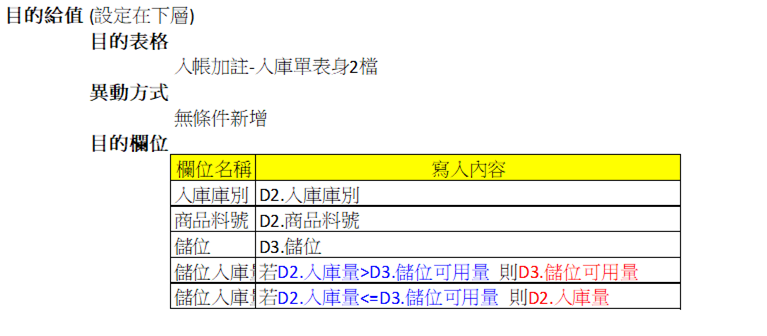 目的給值 (設定在下層)
目的表格
入帳加註-入庫單表身2檔
異動方式
無條件新增
目的欄位
欄位名稱 寫入內容
入庫庫別 D2.入庫庫別
商品料號 D2.商品料號
儲位 D3.儲位
儲位入庫 若D2.入庫量>D3.儲位可用量 則D3.儲位可用量
儲位入庫 若D2.入庫量<=D3.儲位可用量 則D2.入庫量